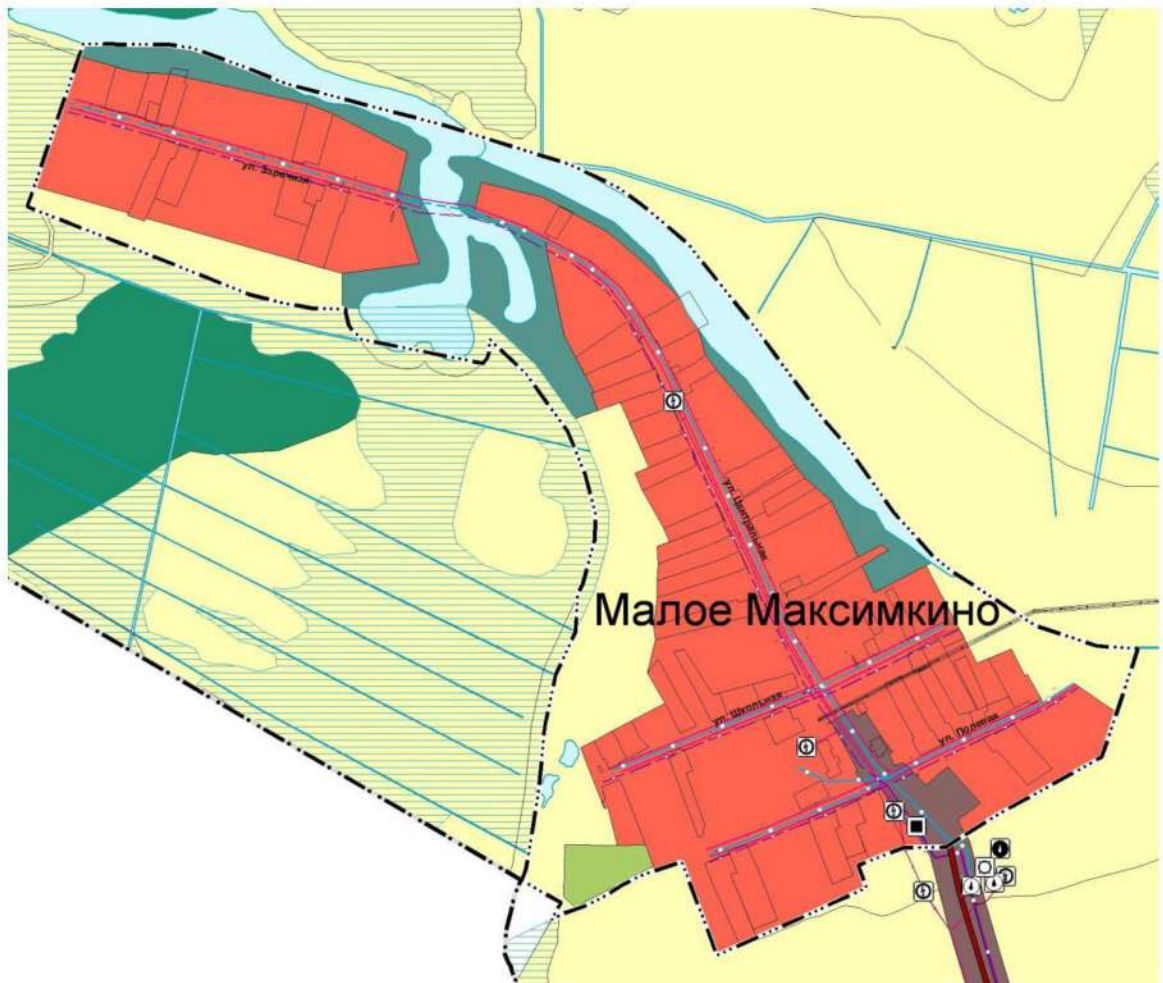 ул. Заречная
ул. Центральная
Малое Максимкино
ул. Школьная
ул. Полевая